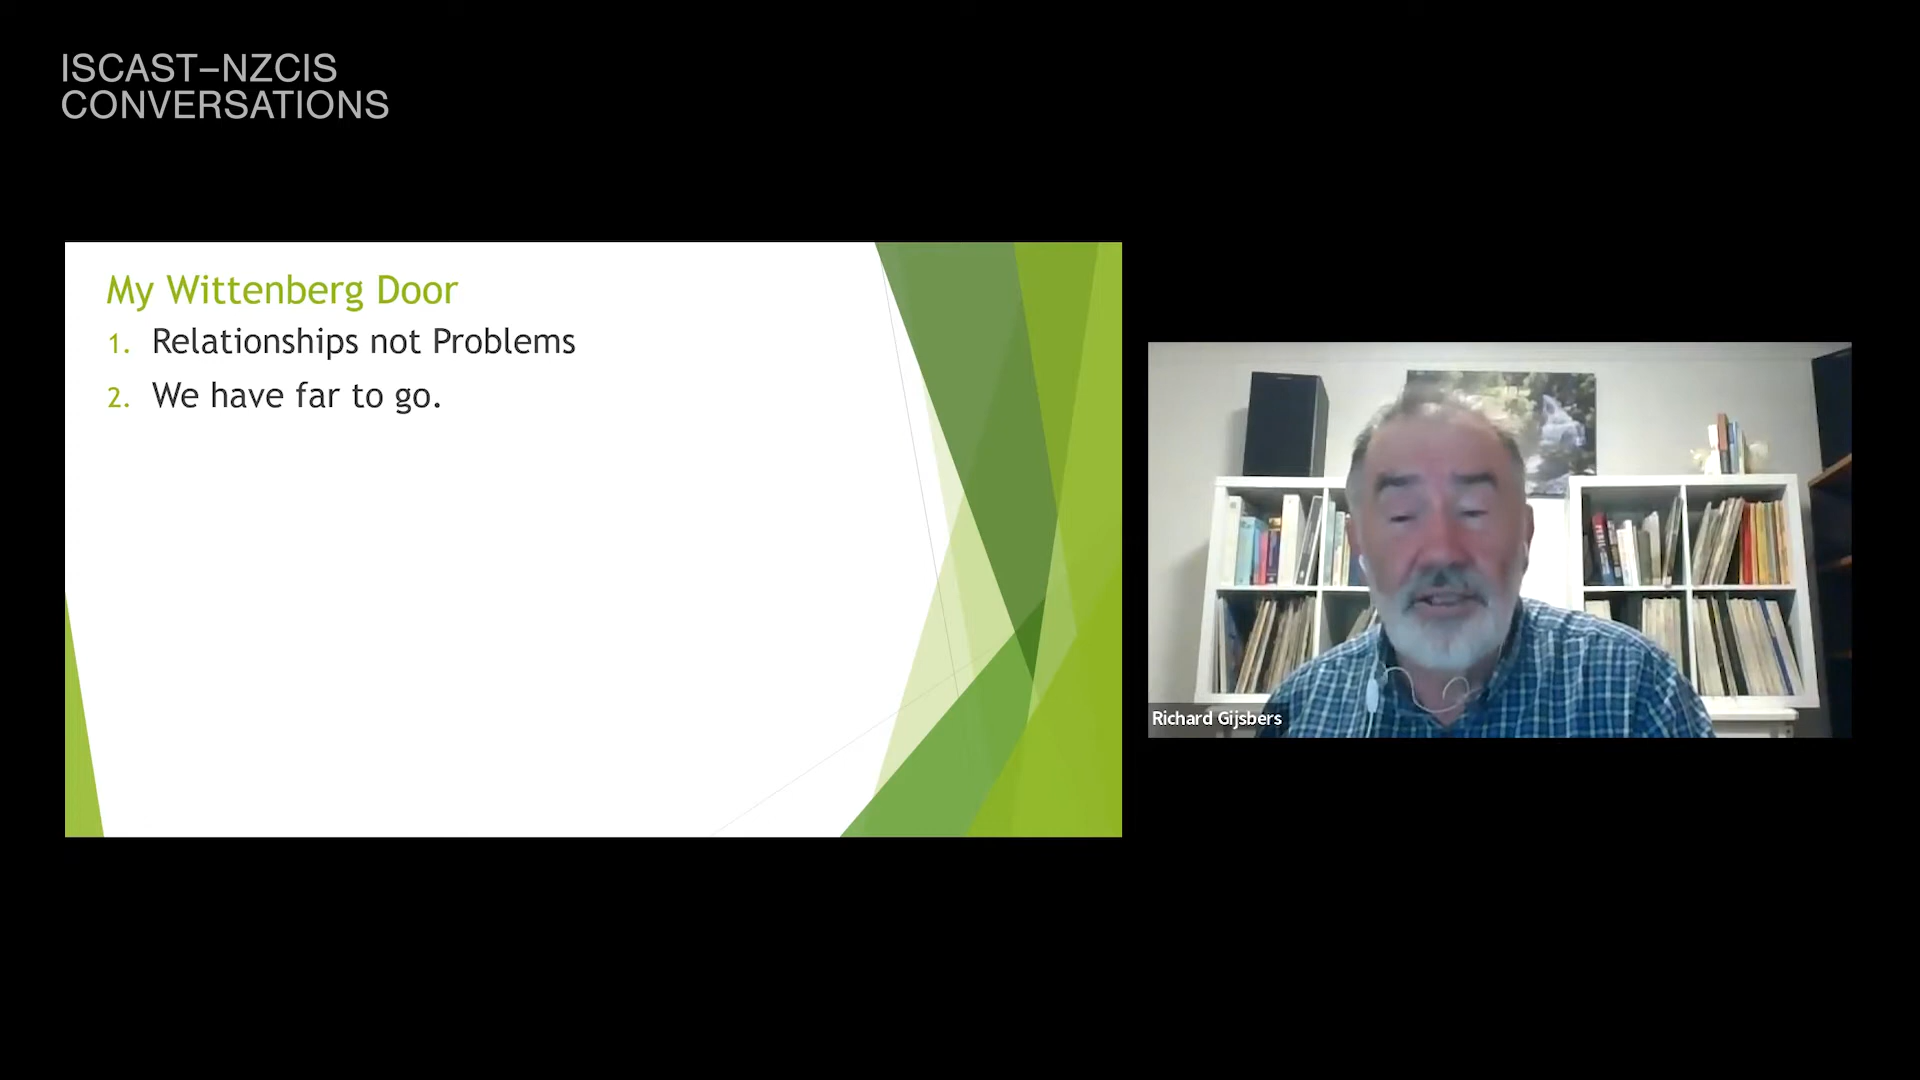 ISCAST–NZCIS
CONVERSATIONS
My Wittenberg Door
1. Relationships not Problems
2. We have far to go.
Richard Gijsbers